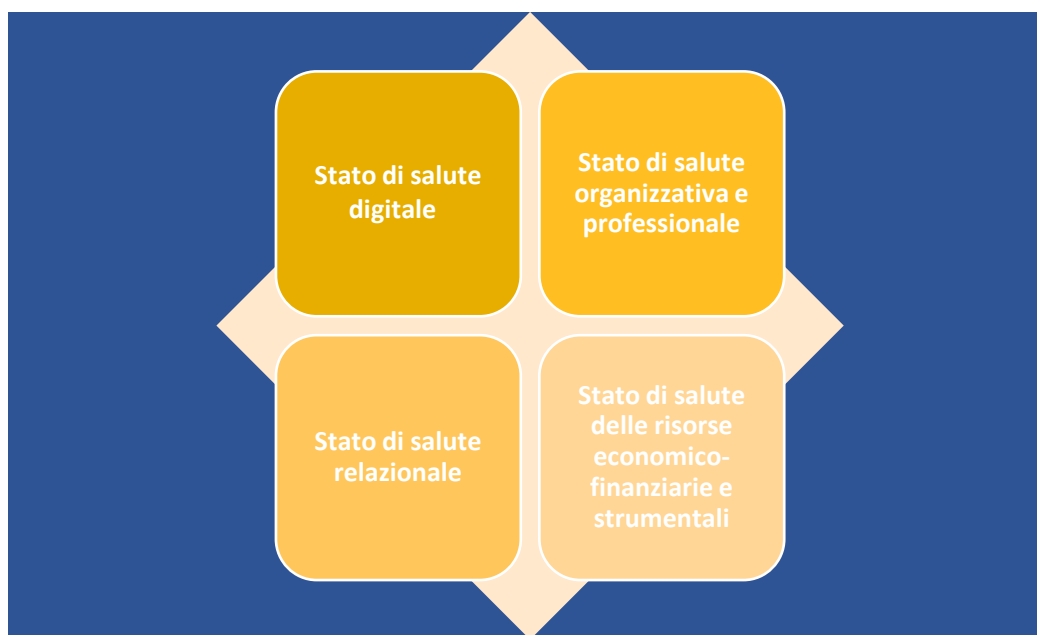 Stato di salute
digitale
Stato di salute
organizzativa e
professionale
Stato di salute
relazionale
Stato di salute
delle risorse
economico-
finanziarie e
strumentali